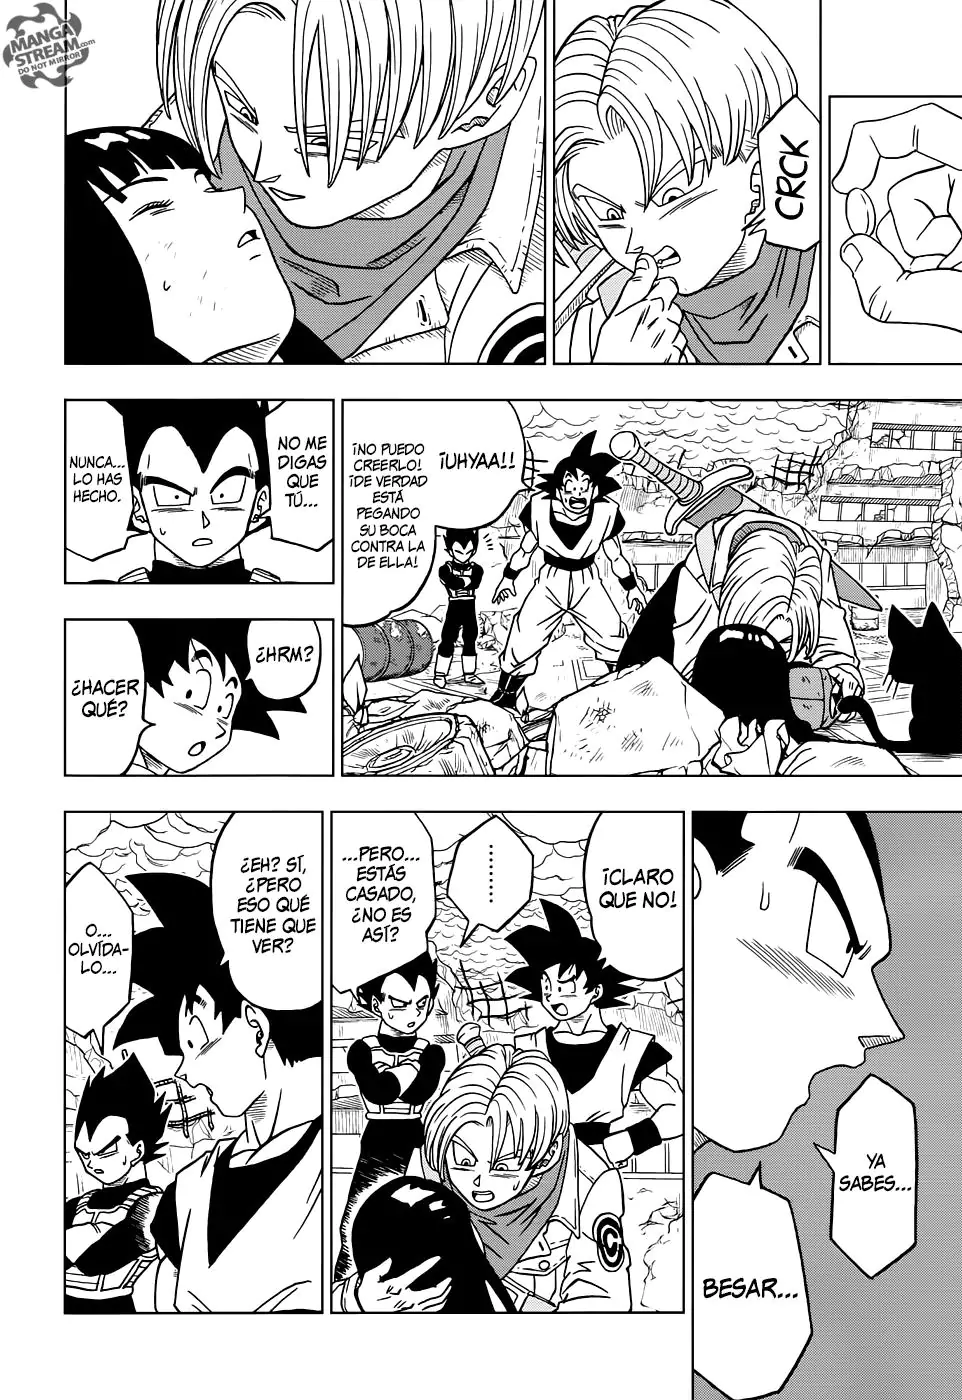 MANGA
STREAM.com
DO NOT MIRROR!
CRCK
¡UHYAA!!
¡NO PUEDO
CREERLO!
¡DE VERDAD
ESTÁ
PEGANDO
SU BOCA
CONTRA LA
DE ELLA!
NO ME
DIGAS
QUE
TÚ...
NUNCA...
LO HAS
HECHO.
¿HRM?
¿HACER
QUÉ?
YA
SABES...
BESAR...
¡CLARO
QUE NO!
.........
...PERO...
ESTÁS
CASADO,
¿NO ES
ASÍ?
¿EH? SÍ,
¿PERO
ESO QUÉ
TIENE QUE
VER?
O...
OLVÍDA-
LO...